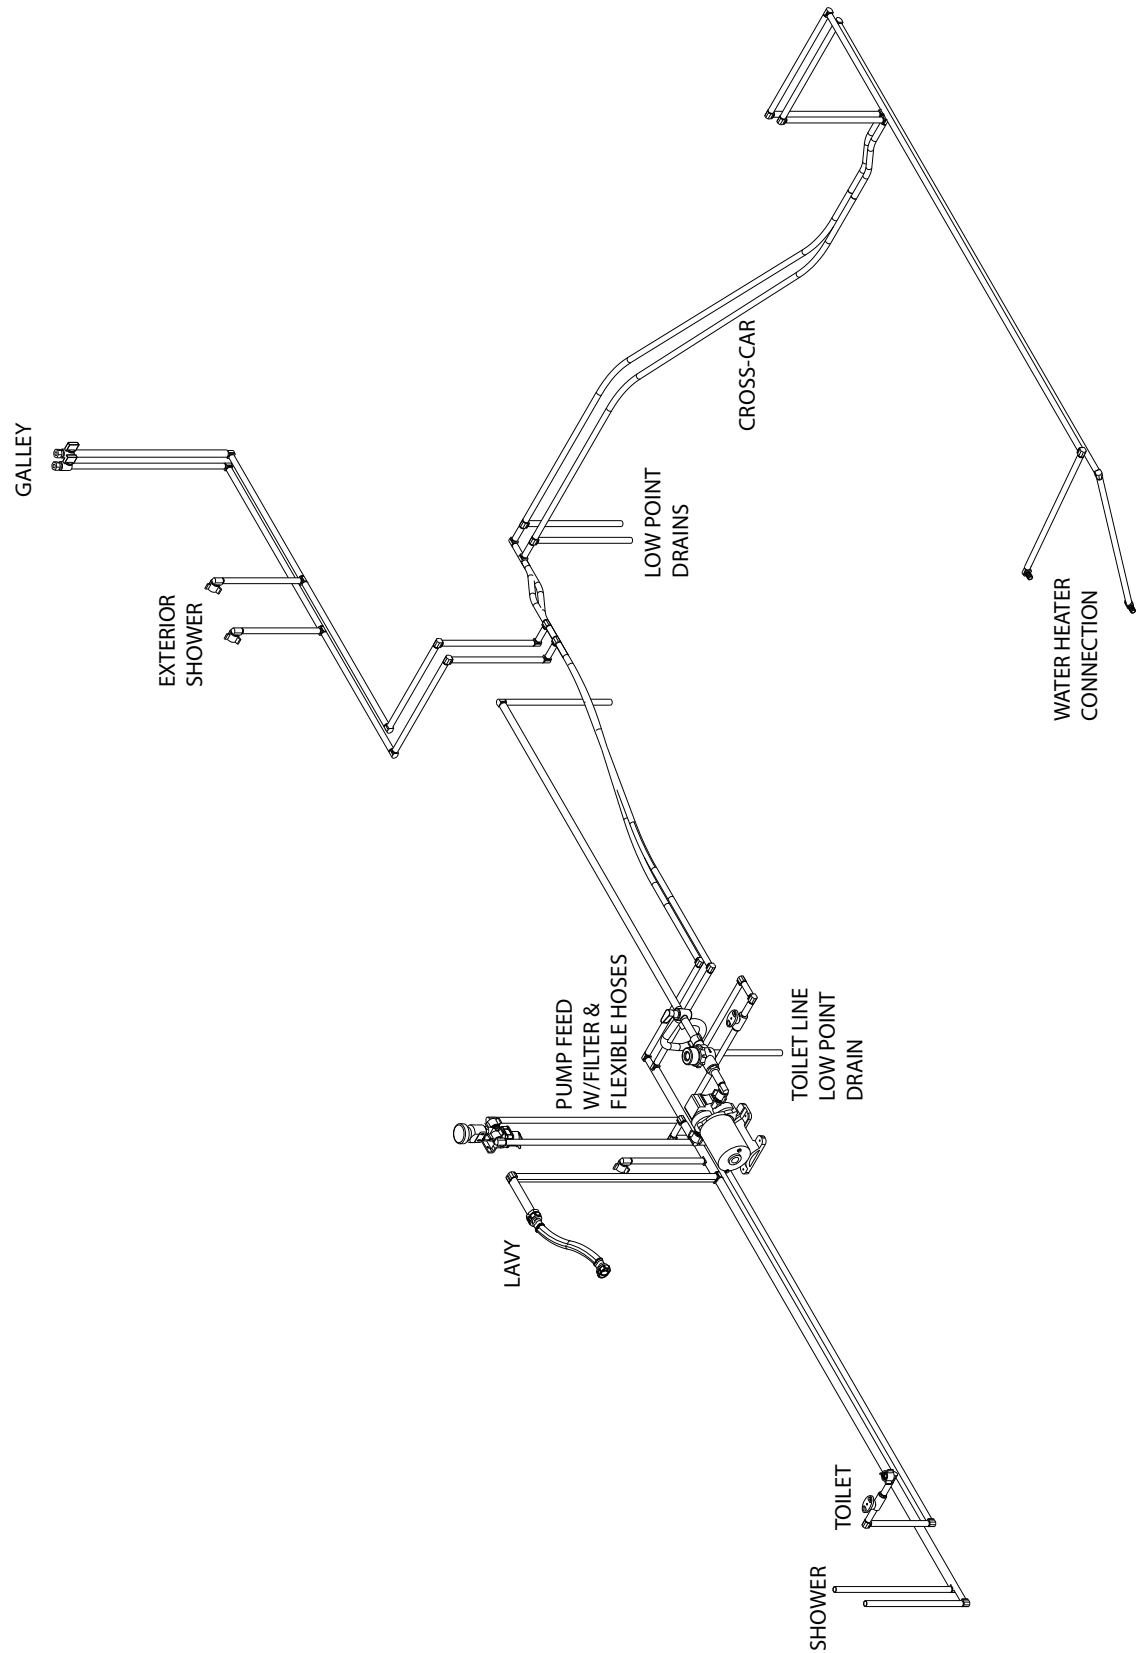 GALLEY
EXTERIOR
SHOWER
LOW POINT
DRAINS
CROSS-CAR
WATER HEATER
CONNECTION
PUMP FEED
W/FILTER &
FLEXIBLE HOSES
TOILET LINE
LOW POINT
DRAIN
LAVY
TOILET
SHOWER